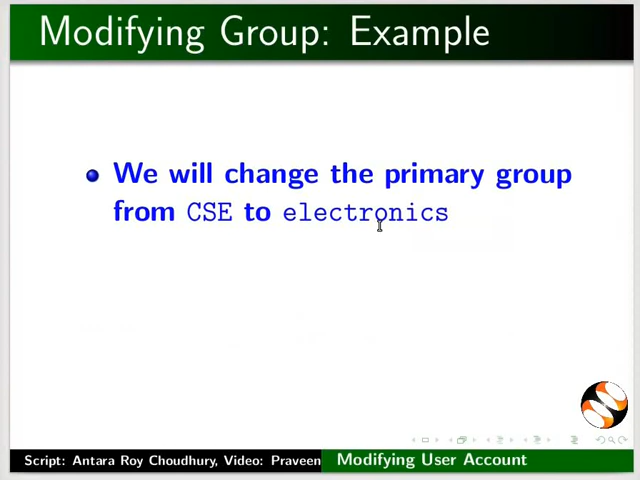 Modifying Group: Example
We will change the primary group
from CSE to electronics
Script: Antara Roy Choudhury, Video: Praveen
Modifying User Account